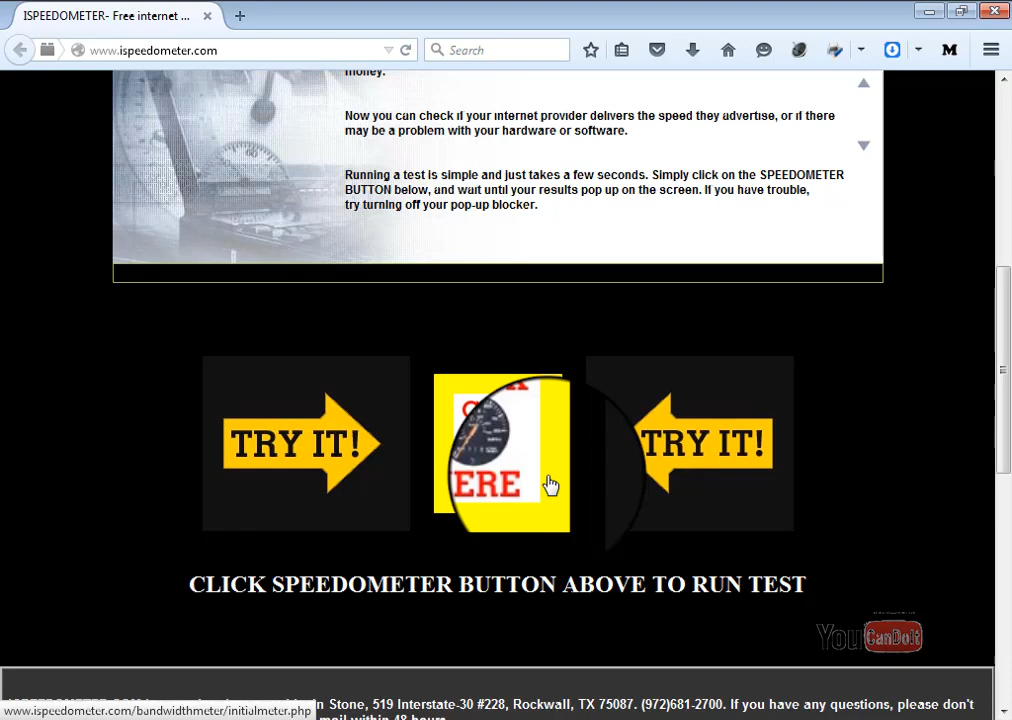 ISPEEDOMETER- Free internet ...
www.ispeedometer.com
Search
M
money.
Now you can check if your internet provider delivers the speed they advertise, or if there
may be a problem with your hardware or software.
Running a test is simple and just takes a few seconds. Simply click on the SPEEDOMETER
BUTTON below, and wait until your results pop up on the screen. If you have trouble,
try turning off your pop-up blocker.
TRY IT!
ERE
TRY IT!
CLICK SPEEDOMETER BUTTON ABOVE TO RUN TEST
You CanDoIt
n Stone, 519 Interstate-30 #228, Rockwall, TX 75087. (972)681-2700. If you have any questions, please don't
www.ispeedometer.com/bandwidthmeter/initialmeter.php
mail within 48 hours